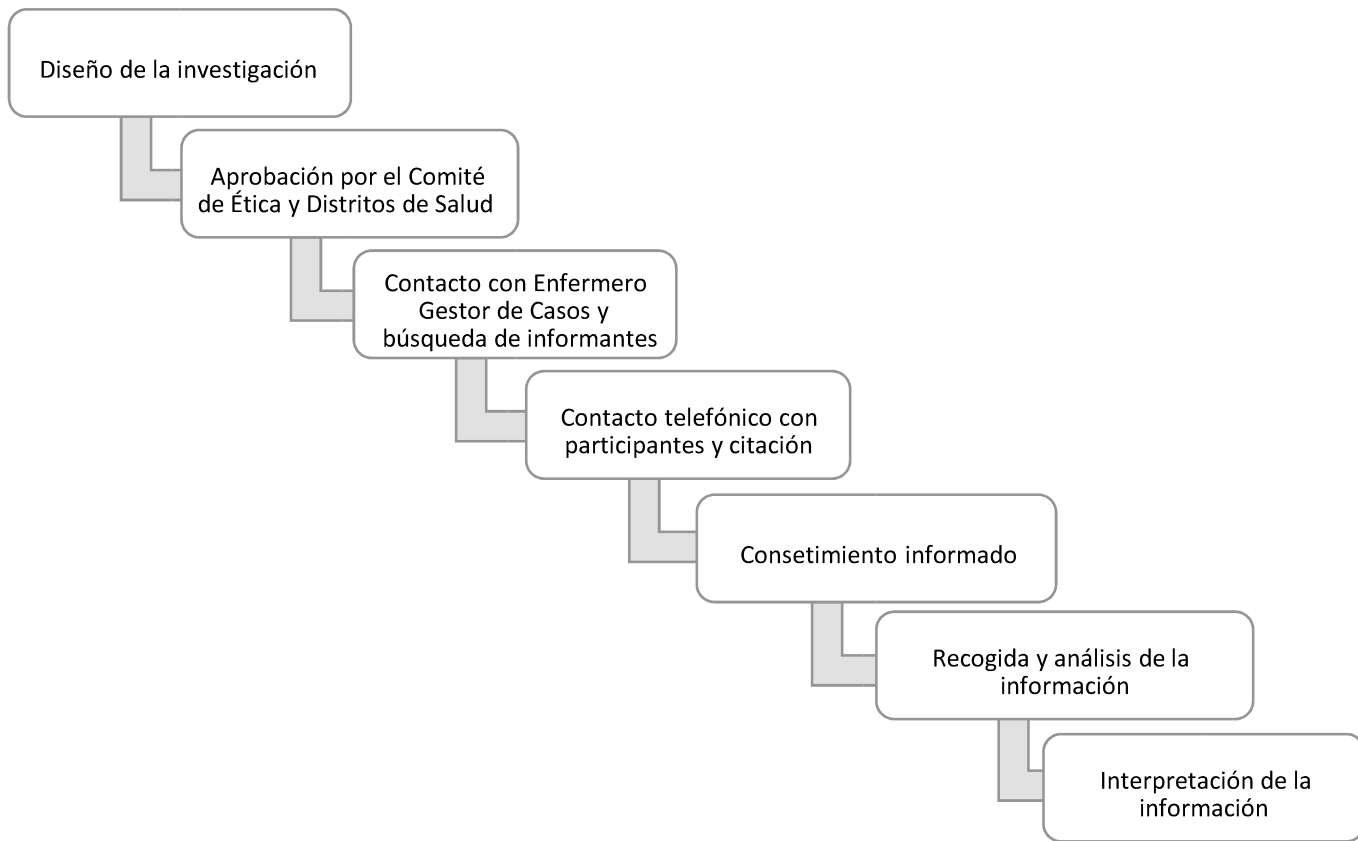 Diseño de la investigación
Aprobación por el Comité
de Ética y Distritos de Salud
Contacto con Enfermero
Gestor de Casos y
búsqueda de informantes
Contacto telefónico con
participantes y citación
Consetimiento informado
Recogida y análisis de la
información
Interpretación de la
información